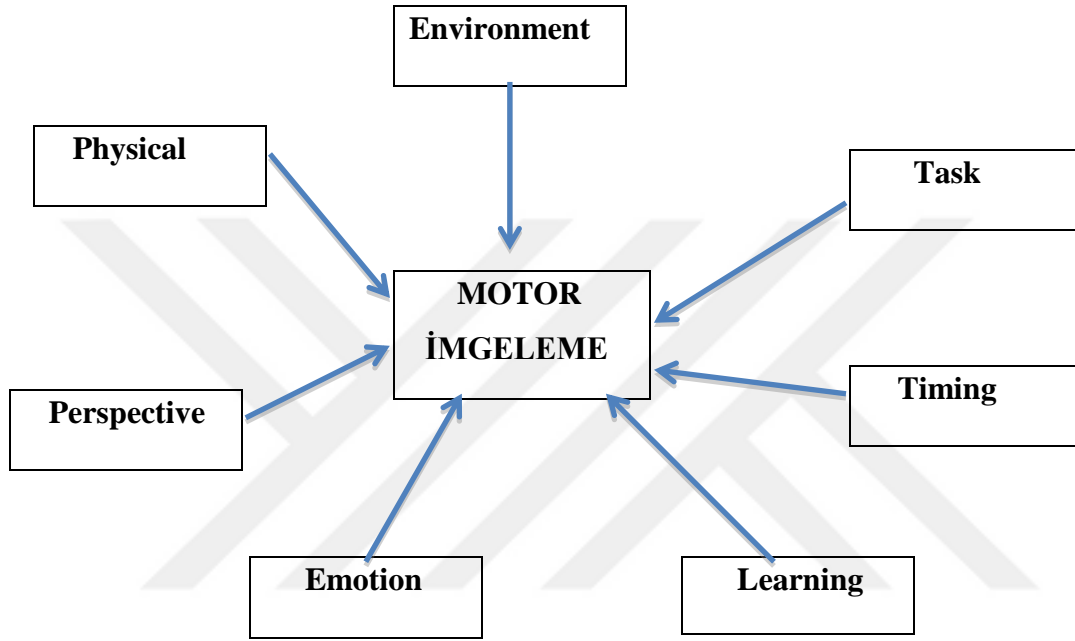 Environment
Physical
Task
MOTOR
İMGELEME
Perspective
Timing
Emotion
Learning